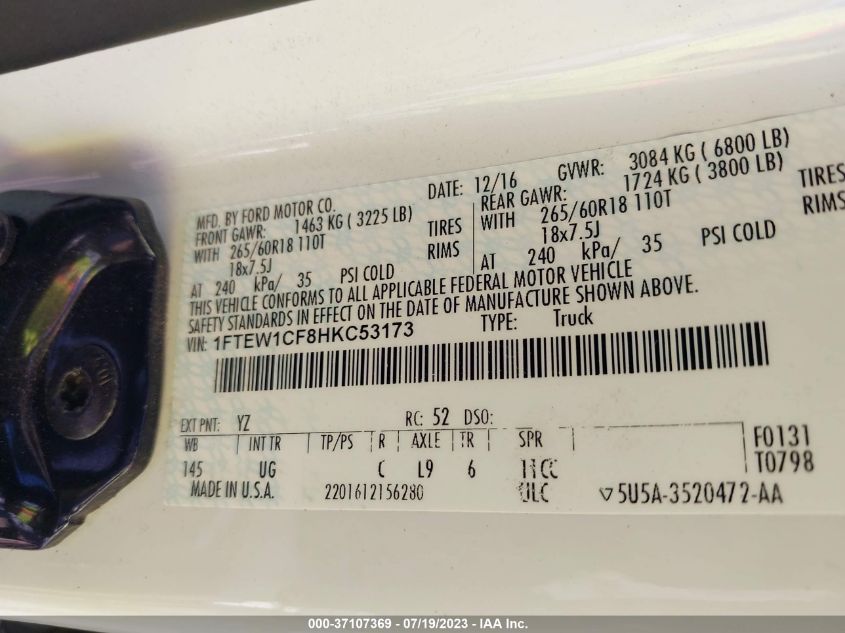 MFD. BY FORD MOTOR CO.
DATE: 12/16 GVWR: 3084 KG ( 6800 LB)
FRONT GAWR: 1463 KG ( 3225 LB)
REAR GAWR: 1724 KG ( 3800 LB)
WITH 265/60R18 110T TIRES
WITH 265/60R18 110T TIRES
18x7.5J RIMS
18x7.5J RIMS
AT 240 kPa/ 35 PSI COLD
AT 240 kPa/ 35 PSI COLD
THIS VEHICLE CONFORMS TO ALL APPLICABLE FEDERAL MOTOR VEHICLE
SAFETY STANDARDS IN EFFECT ON THE DATE OF MANUFACTURE SHOWN ABOVE.
VIN: 1FTEW1CF8HKC53173 TYPE: Truck
EXT PNT: YZ RC: 52 DSO:
WB INT TR TP/PS R AXLE TR SPR F0131
145 UG C L9 6 11CC T0798
MADE IN U.S.A. 2201612156280 ULC 5U5A-3520472-AA
000-37107369 - 07/19/2023 - IAA Inc.